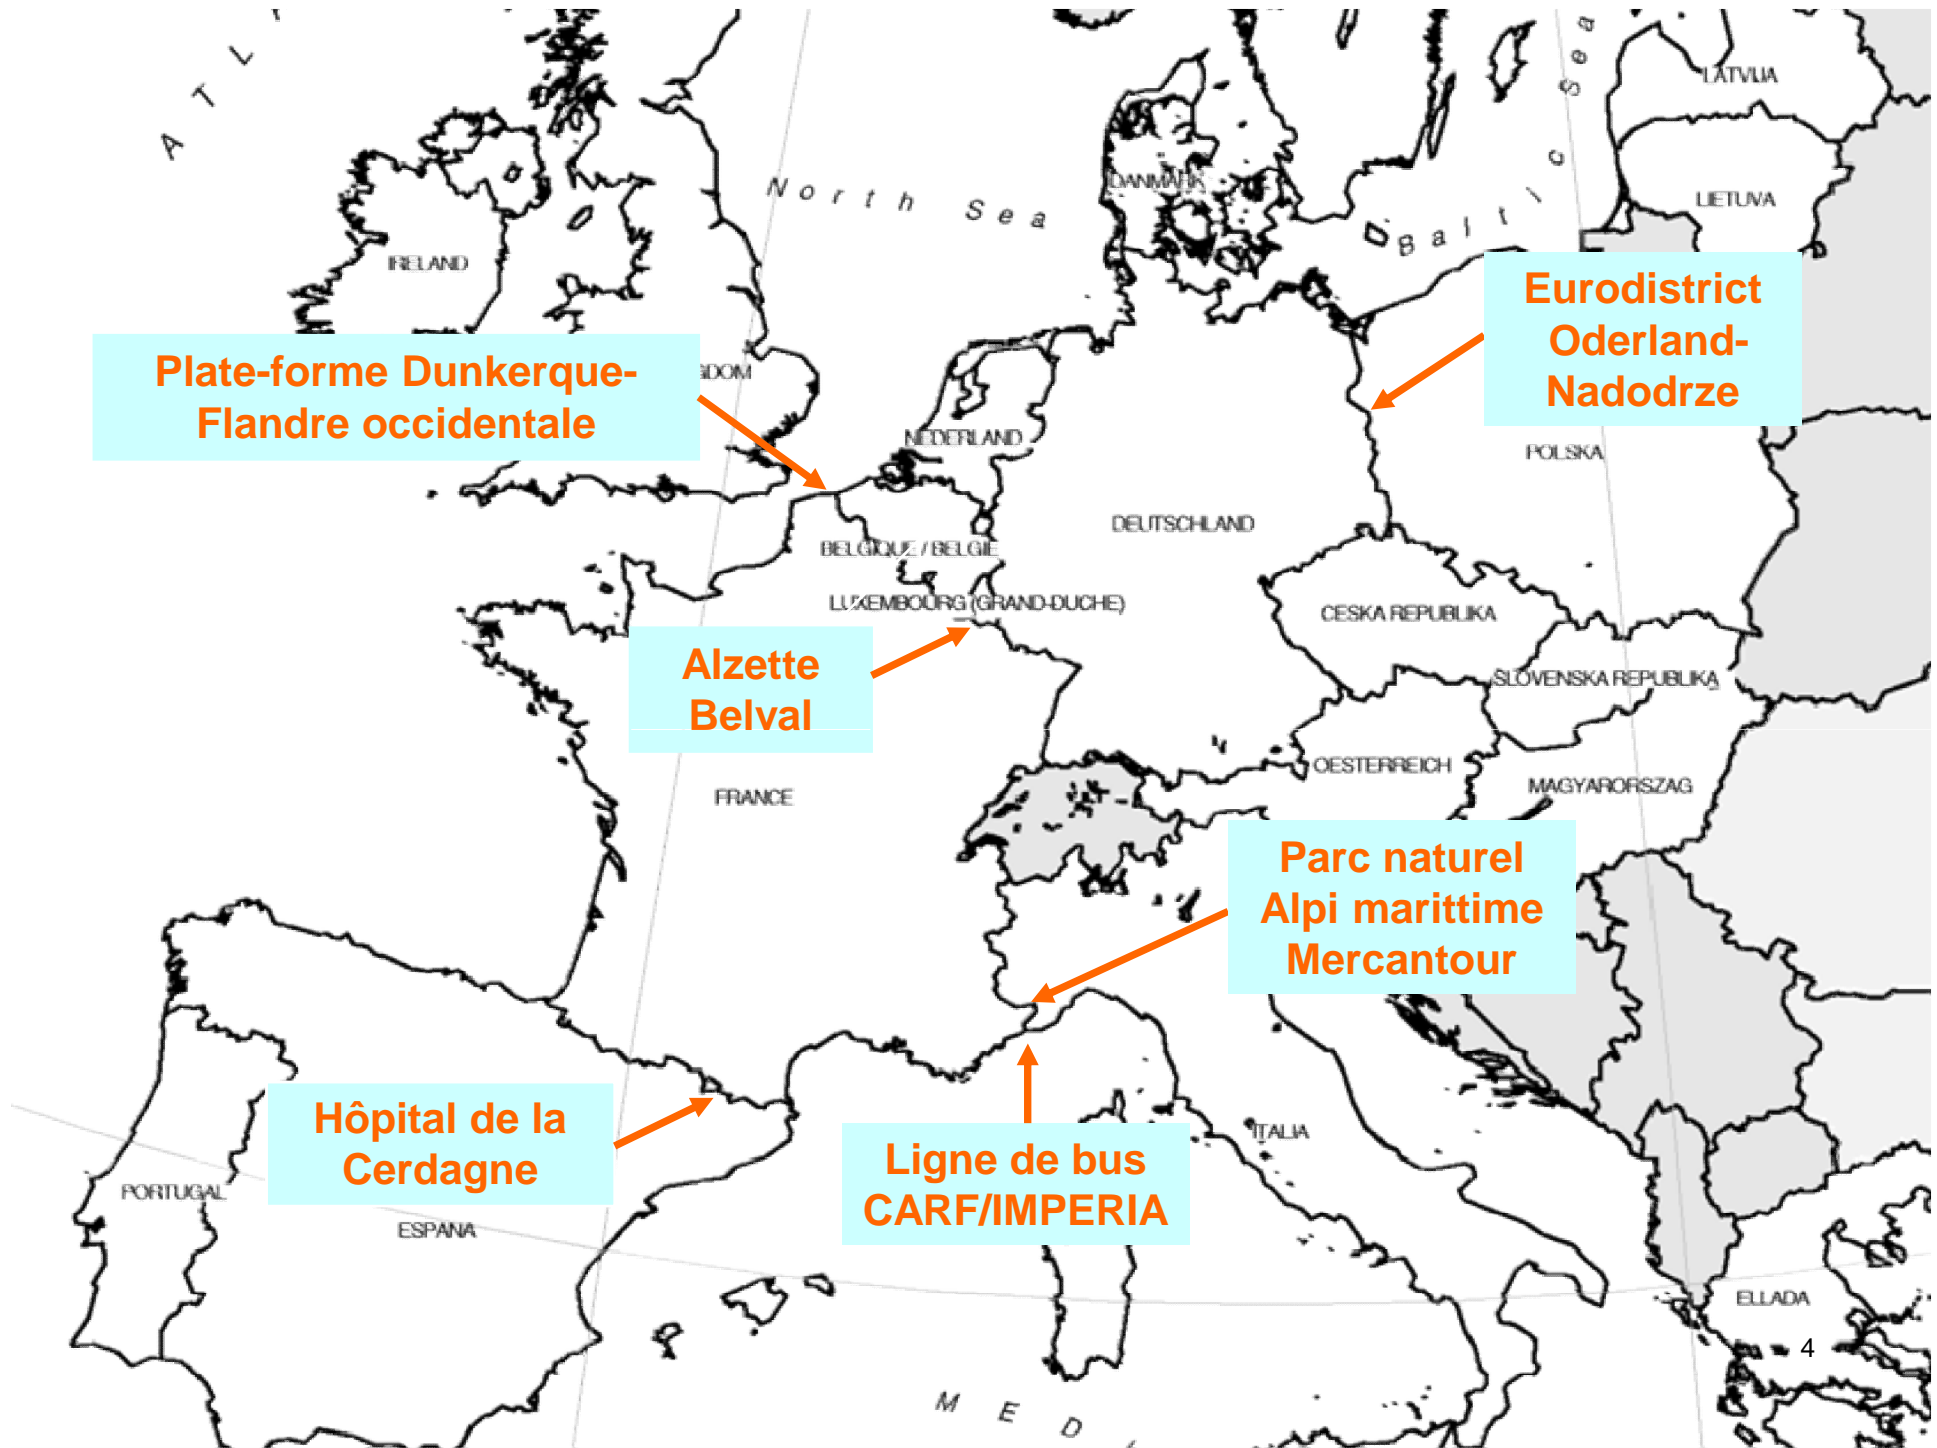 A T L
North Sea
Baltic Sea
LATVIJA
LIETUVA
DANMARK
IRELAND
Eurodistrict
Oderland-
Nadodrze
Plate-forme Dunkerque-
Flandre occidentale
NEDERLAND
POLSKA
DEUTSCHLAND
BELGIQUE / BELGIE
LUXEMBOURG (GRAND-DUCHE)
CESKA REPUBLIKA
Alzette
Belval
SLOVENSKA REPUBLIKA
OESTERREICH
MAGYARORSZAG
FRANCE
Parc naturel
Alpi marittime
Mercantour
Hôpital de la
Cerdagne
Ligne de bus
CARF/IMPERIA
ITALIA
PORTUGAL
ESPANA
ELLADA
4
M E D